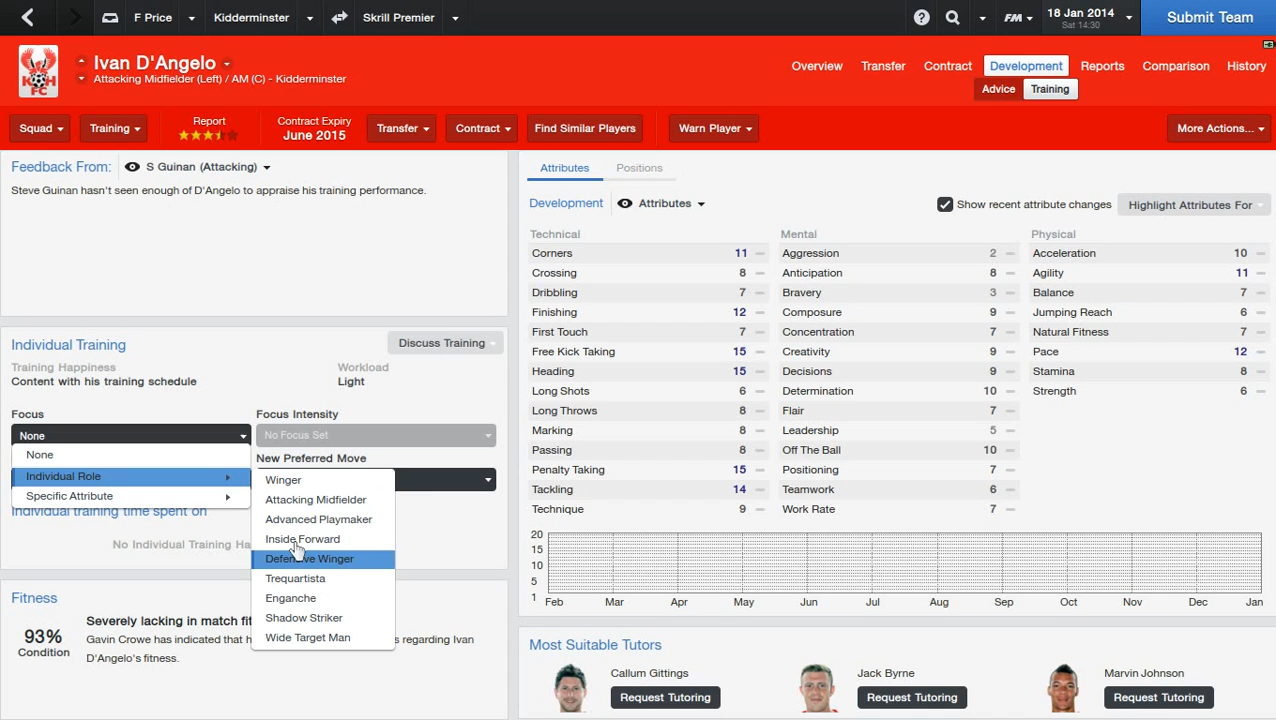 F Price Kidderminster Skrill Premier FM 18 Jan 2014 Submit Team
Sat 14:30
Ivan D'Angelo
Attacking Midfielder (Left) / AM (C) - Kidderminster
Overview Transfer Contract Development Reports Comparison History
Advice Training
Squad Training Report Contract Expiry June 2015 Transfer Contract Find Similar Players Warn Player More Actions...
Feedback From: S Guinan (Attacking)
Steve Guinan hasn't seen enough of D'Angelo to appraise his training performance.
Individual Training Discuss Training
Training Happiness Workload
Content with his training schedule Light
Focus Focus Intensity
None No Focus Set
None New Preferred Move
Individual Role
Specific Attribute
Winger
Attacking Midfielder
Advanced Playmaker
Inside Forward
Defensive Winger
Trequartista
Enganche
Shadow Striker
Wide Target Man
Individual training time spent on
No Individual Training Ha
Fitness
93% Condition
Severely lacking in match fit
Gavin Crowe has indicated that h s regarding Ivan
D'Angelo's fitness.
Attributes Positions
Development Attributes Show recent attribute changes Highlight Attributes For
Technical Mental Physical
Corners 11 Aggression 2 Acceleration 10
Crossing 8 Anticipation 8 Agility 11
Dribbling 7 Bravery 3 Balance 7
Finishing 12 Composure 9 Jumping Reach 6
First Touch 7 Concentration 7 Natural Fitness 7
Free Kick Taking 15 Creativity 9 Pace 12
Heading 15 Decisions 9 Stamina 8
Long Shots 6 Determination 10 Strength 6
Long Throws 8 Flair 7
Marking 8 Leadership 5
Passing 8 Off The Ball 10
Penalty Taking 15 Positioning 7
Tackling 14 Teamwork 6
Technique 9 Work Rate 7
20
15
10
5
1
Feb Mar Apr May Jun Jul Aug Sep Oct Nov Dec Jan
Most Suitable Tutors
Callum Gittings Jack Byrne Marvin Johnson
Request Tutoring Request Tutoring Request Tutoring